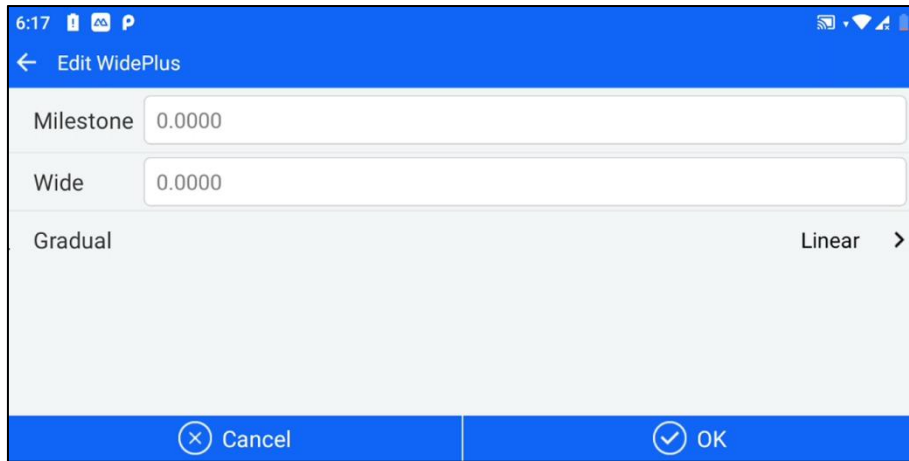 6:17
Edit WidePlus
Milestone 0.0000
Wide 0.0000
Gradual Linear
Cancel OK